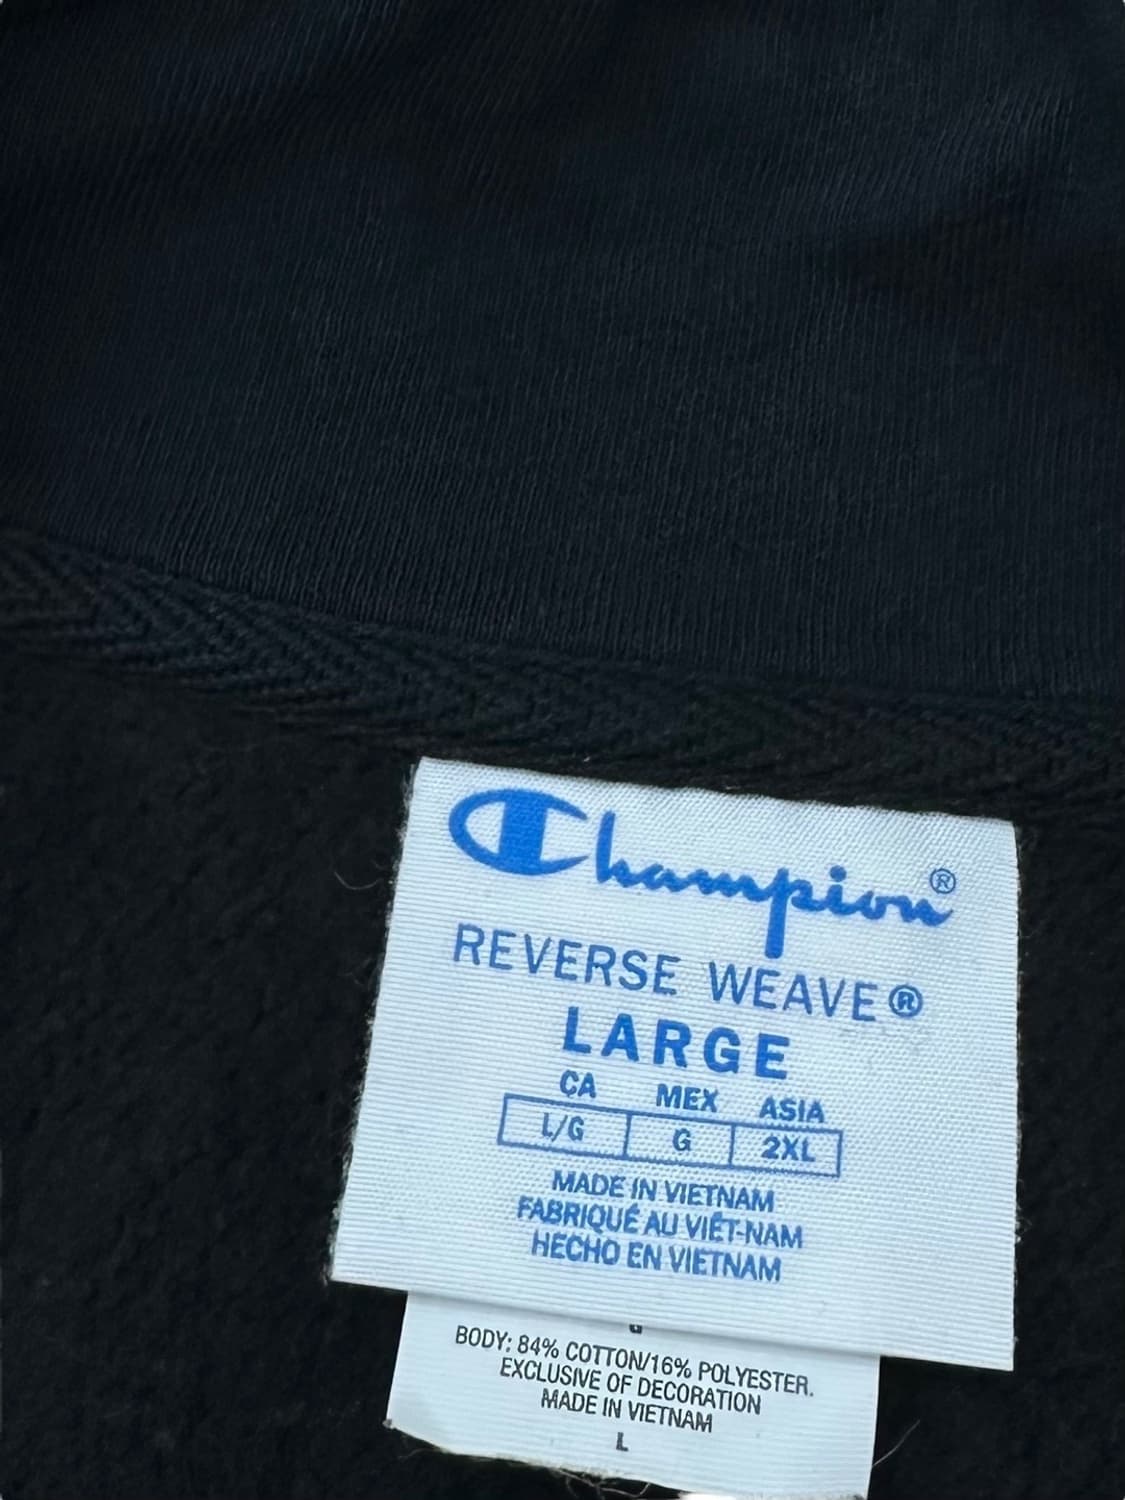 Champion®
REVERSE WEAVE®
LARGE
CA MEX ASIA
L/G G 2XL
MADE IN VIETNAM
FABRIQUÉ AU VIÊT-NAM
HECHO EN VIETNAM
G
BODY: 84% COTTON/16% POLYESTER.
EXCLUSIVE OF DECORATION
MADE IN VIETNAM
L